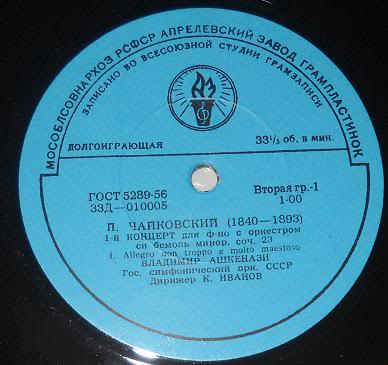 МОСОБЛСОВНАРХОЗ РСФСР АПРЕЛЕВСКИЙ ЗАВОД ГРАМПЛАСТИНОК
ЗАПИСАНО ВО ВСЕСОЮЗНОЙ СТУДИИ ГРАМЗАПИСИ
АЗ
ДОЛГОИГРАЮЩАЯ 33⅓ об. в мин.
ГОСТ 5289-56 Вторая гр.-1
33Д—010005 1-00
П. ЧАЙКОВСКИЙ (1840—1893)
1-й КОНЦЕРТ для ф-но с оркестром
си бемоль минор, соч. 23
1. Allegro non troppo e molto maestoso
ВЛАДИМИР АШКЕНАЗИ
Гос. симфонический орк. СССР
Дирижер К. ИВАНОВ